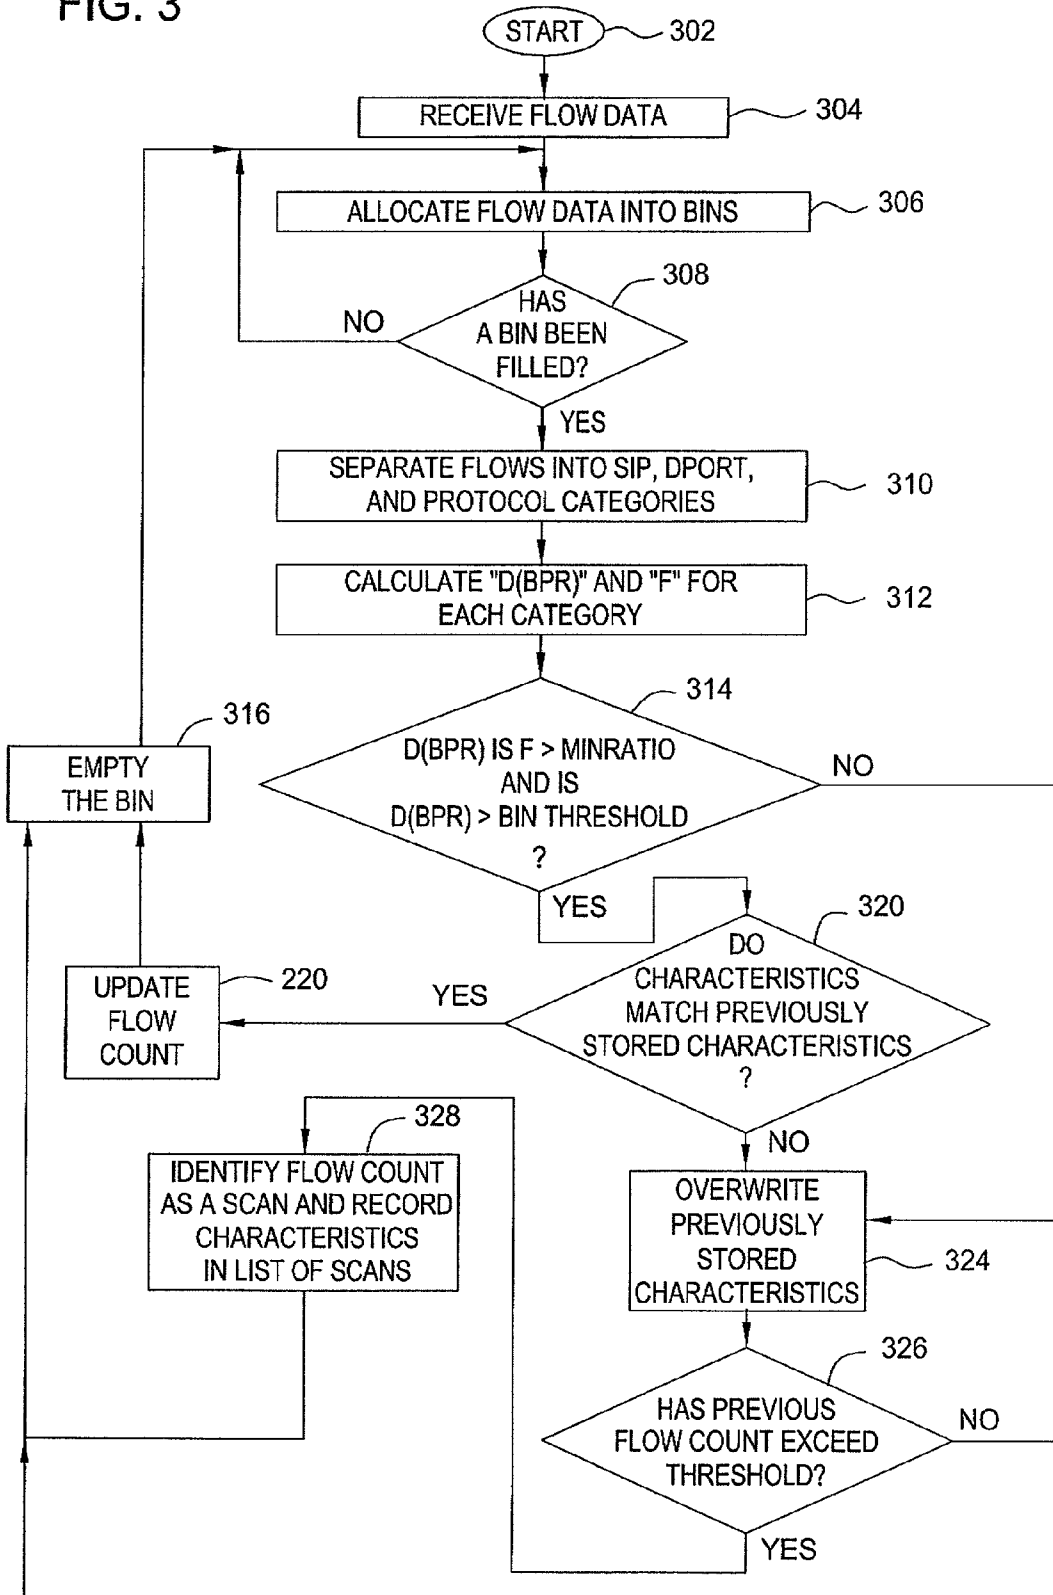 FIG. 3
START
302
RECEIVE FLOW DATA
304
ALLOCATE FLOW DATA INTO BINS
306
308
HAS
A BIN BEEN
FILLED?
NO
YES
SEPARATE FLOWS INTO SIP, DPORT,
AND PROTOCOL CATEGORIES
310
CALCULATE "D(BPR)" AND "F" FOR
EACH CATEGORY
312
314
D(BPR) IS F > MINRATIO
AND IS
D(BPR) > BIN THRESHOLD
?
NO
YES
316
EMPTY
THE BIN
320
DO
CHARACTERISTICS
MATCH PREVIOUSLY
STORED CHARACTERISTICS
?
YES
NO
220
UPDATE
FLOW
COUNT
328
IDENTIFY FLOW COUNT
AS A SCAN AND RECORD
CHARACTERISTICS
IN LIST OF SCANS
OVERWRITE
PREVIOUSLY
STORED
CHARACTERISTICS
324
326
HAS PREVIOUS
FLOW COUNT EXCEED
THRESHOLD?
NO
YES